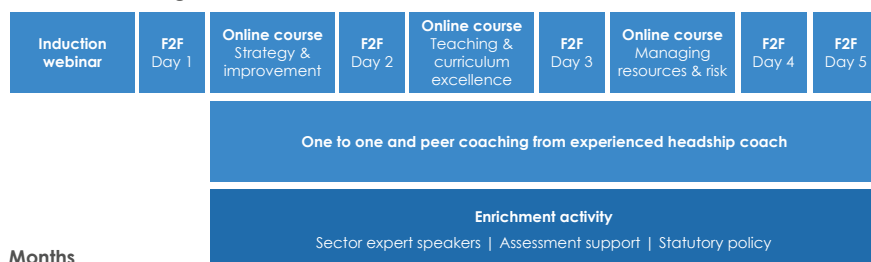 Induction
webinar
F2F
Day 1
Online course
Strategy &
improvement
F2F
Day 2
Online course
Teaching &
curriculum
excellence
F2F
Day 3
Online course
Managing
resources & risk
F2F
Day 4
F2F
Day 5
One to one and peer coaching from experienced headship coach
Enrichment activity
Sector expert speakers | Assessment support | Statutory policy
Months